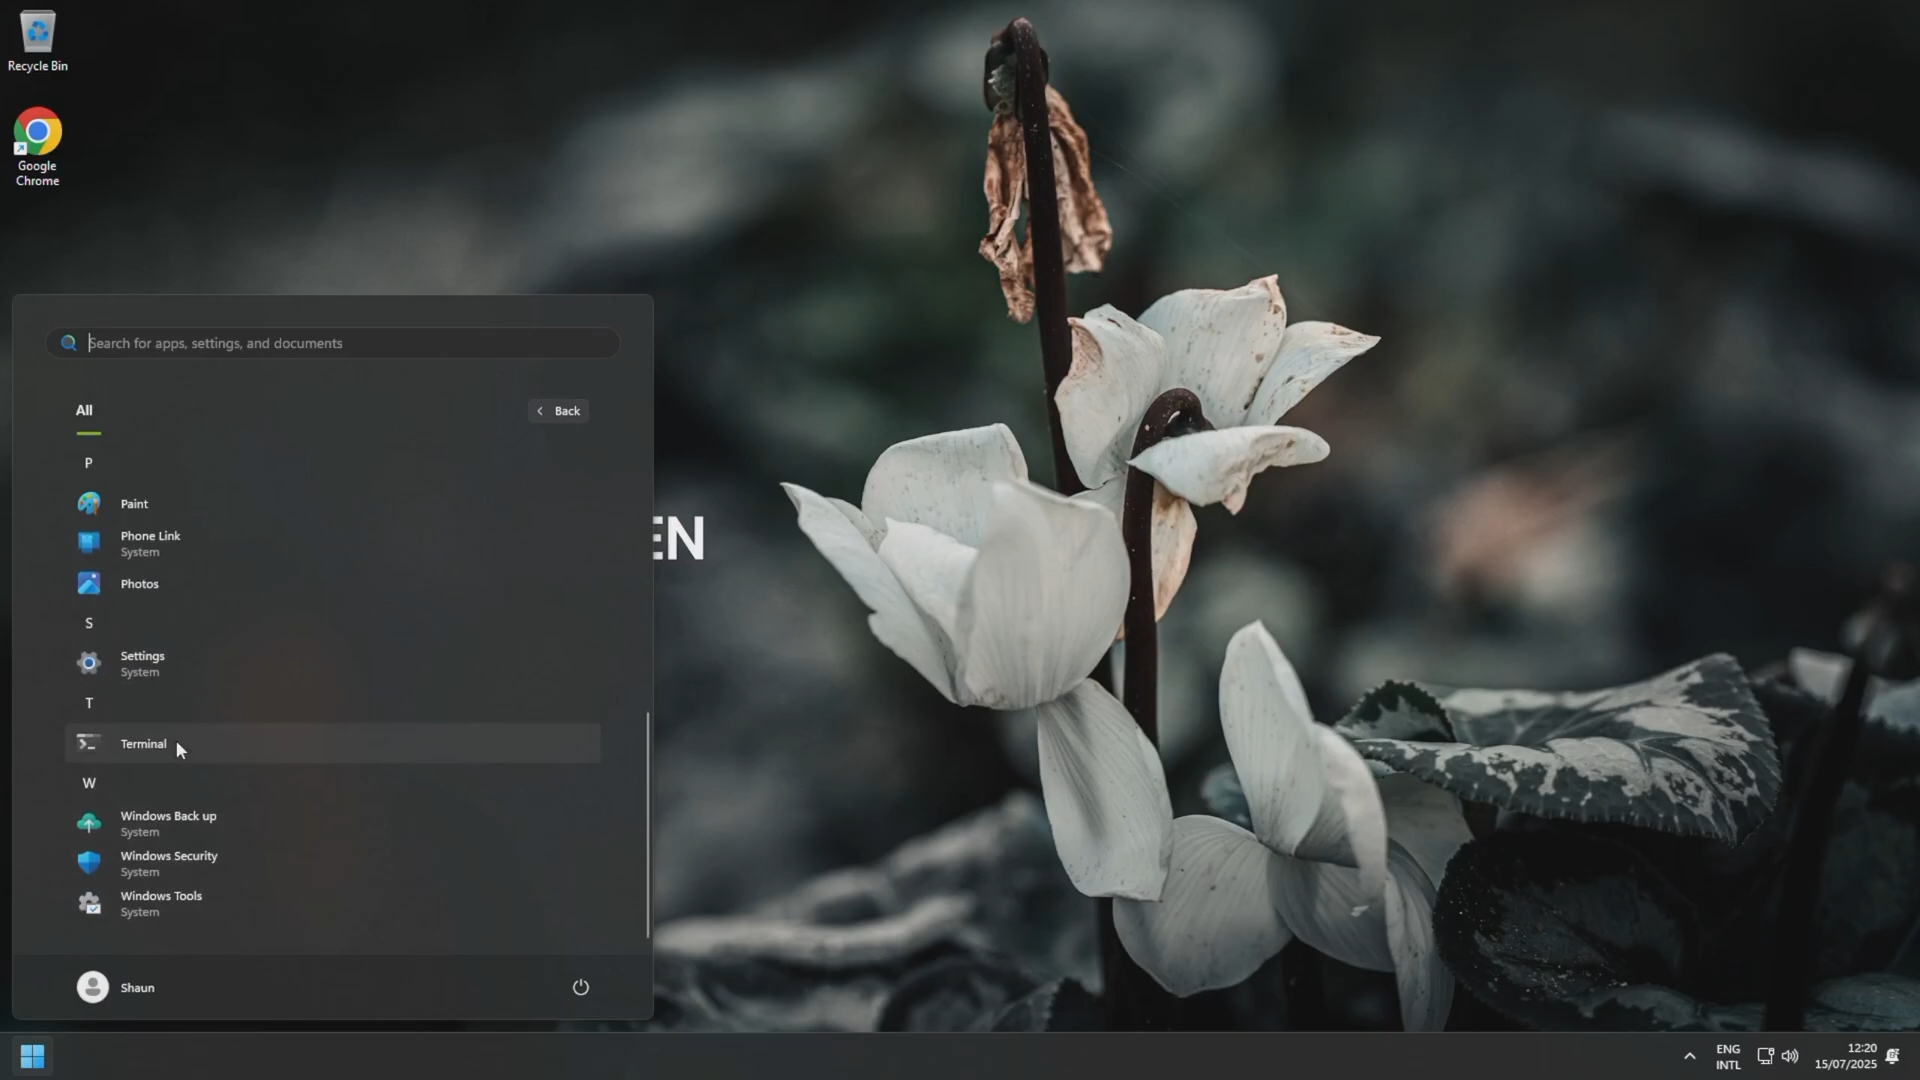 Recycle Bin
Google
Chrome
Search for apps, settings, and documents
All
Back
P
Paint
Phone Link
System
Photos
S
Settings
System
T
Terminal
W
Windows Back up
System
Windows Security
System
Windows Tools
System
Shaun
EN
ENG
INTL
12:20
15/07/2025